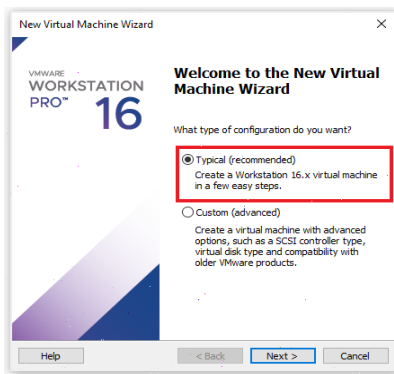 New Virtual Machine Wizard
VMWARE
WORKSTATION
PRO™ 16
Welcome to the New Virtual
Machine Wizard
What type of configuration do you want?
Typical (recommended)
Create a Workstation 16.x virtual machine
in a few easy steps.
Custom (advanced)
Create a virtual machine with advanced
options, such as a SCSI controller type,
virtual disk type and compatibility with
older VMware products.
Help < Back Next > Cancel